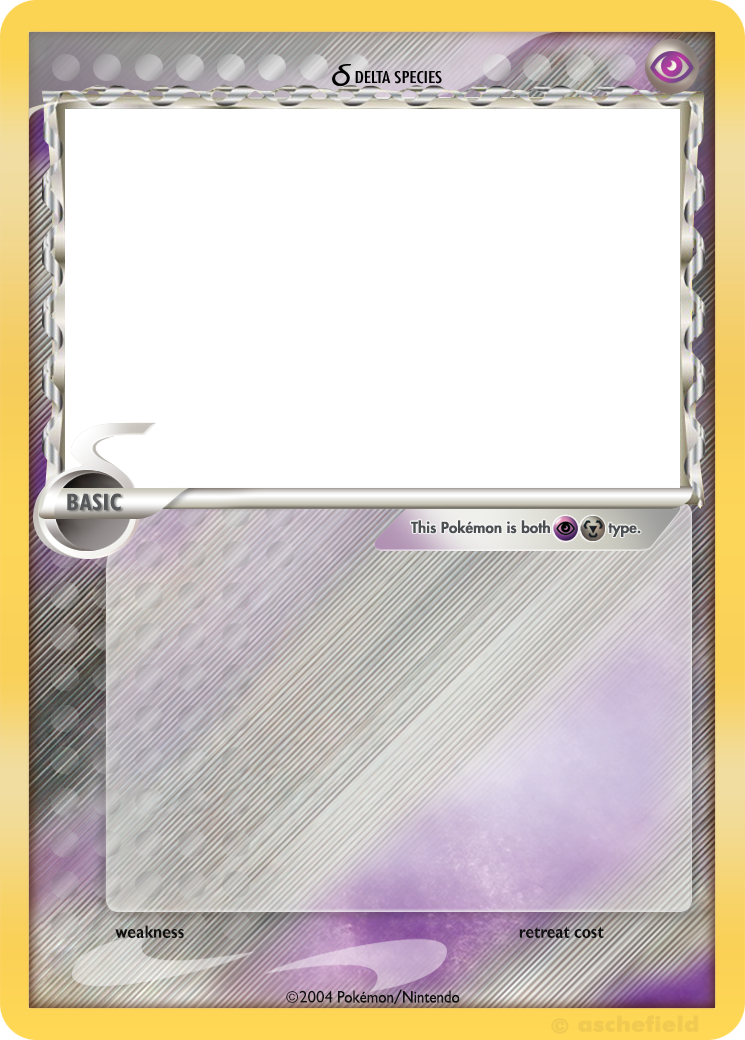 δ DELTA SPECIES
BASIC
This Pokémon is both type.
weakness
retreat cost
©2004 Pokémon/Nintendo
© aschefield